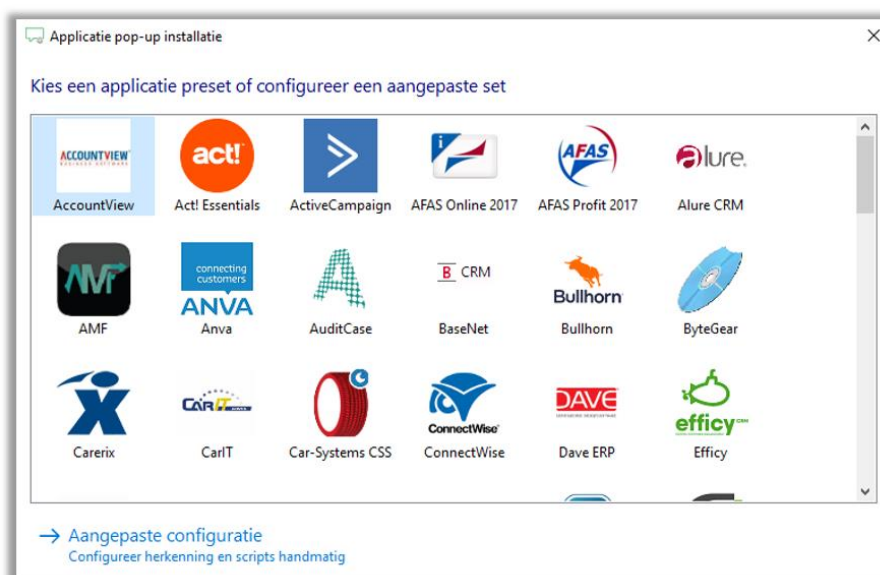 Applicatie pop-up installatie
Kies een applicatie preset of configureer een aangepaste set
ACCOUNTVIEW
act!
i
AFAS
alure.
AccountView
Act! Essentials
ActiveCampaign
AFAS Online 2017
AFAS Profit 2017
Alure CRM
AMF
connecting
customers
ANVA
B CRM
Bullhorn
AMF
Anva
AuditCase
BaseNet
Bullhorn
ByteGear
CARIT
ConnectWise
DAVE
efficy
Carerix
CarIT
Car-Systems CSS
ConnectWise
Dave ERP
Efficy
→ Aangepaste configuratie
Configureer herkenning en scripts handmatig